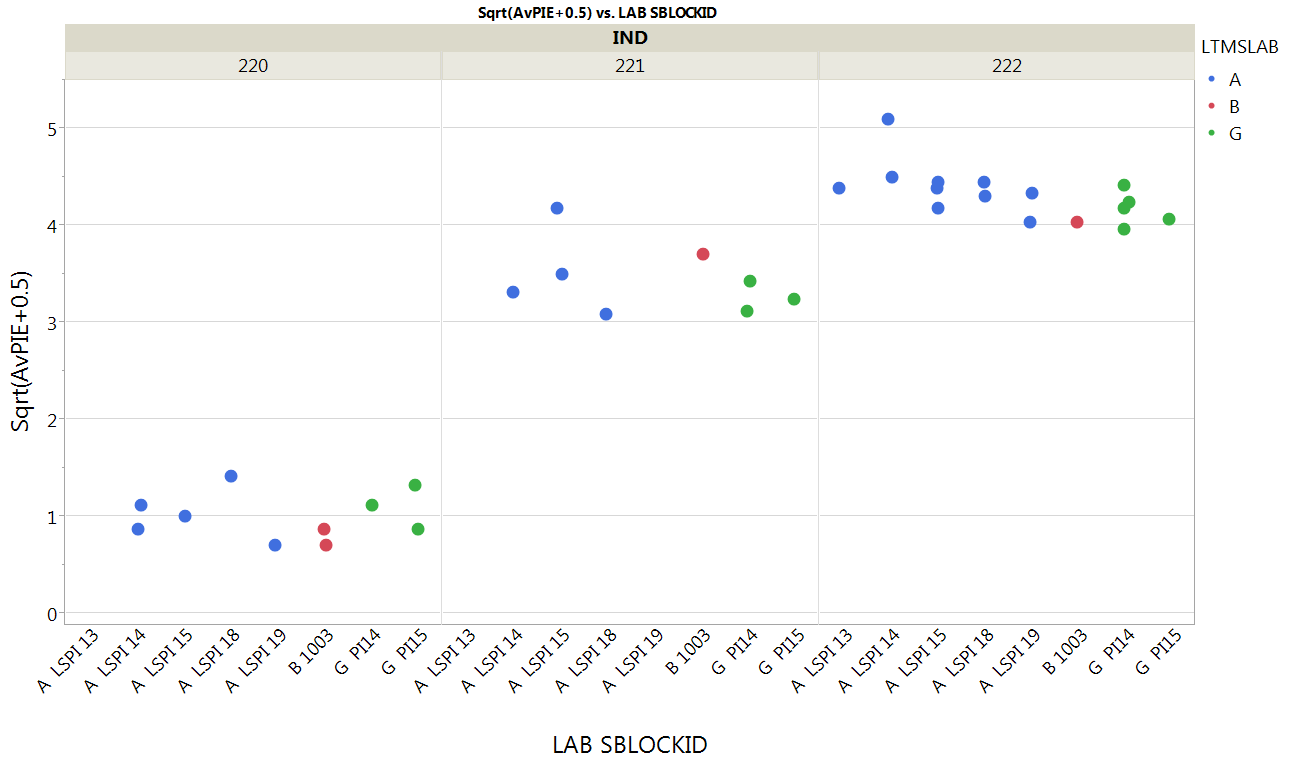 Sqrt(AvPIE+0.5) vs. LAB SBLOCKID
IND
220 221 222
LTMSLAB
A
B
G
Sqrt(AvPIE+0.5)
5
4
3
2
1
0
A LSPI 13 A LSPI 14 A LSPI 15 A LSPI 18 A LSPI 19 B 1003 G PI14 G PI15 A LSPI 13 A LSPI 14 A LSPI 15 A LSPI 18 A LSPI 19 B 1003 G PI14 G PI15 A LSPI 13 A LSPI 14 A LSPI 15 A LSPI 18 A LSPI 19 B 1003 G PI14 G PI15
LAB SBLOCKID